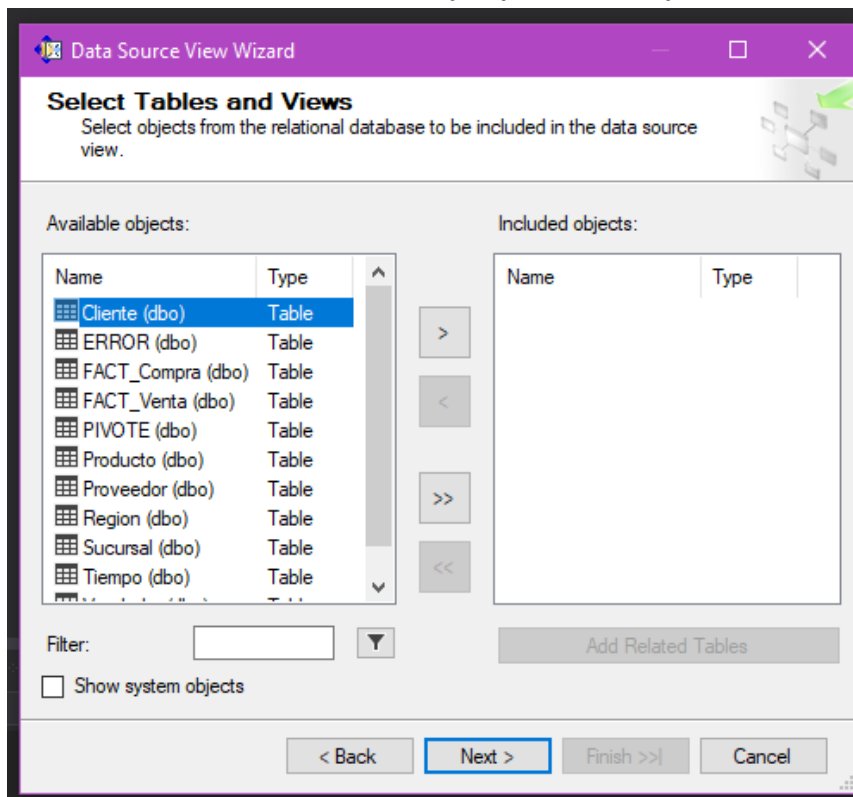 Data Source View Wizard
Select Tables and Views
Select objects from the relational database to be included in the data source
view.
Available objects:
Included objects:
Name Type
Name Type
Cliente (dbo) Table
ERROR (dbo) Table
FACT_Compra (dbo) Table
FACT_Venta (dbo) Table
PIVOTE (dbo) Table
Producto (dbo) Table
Proveedor (dbo) Table
Region (dbo) Table
Sucursal (dbo) Table
Tiempo (dbo) Table
>
<
>>
<<
Filter:
Add Related Tables
Show system objects
< Back
Next >
Finish >>|
Cancel